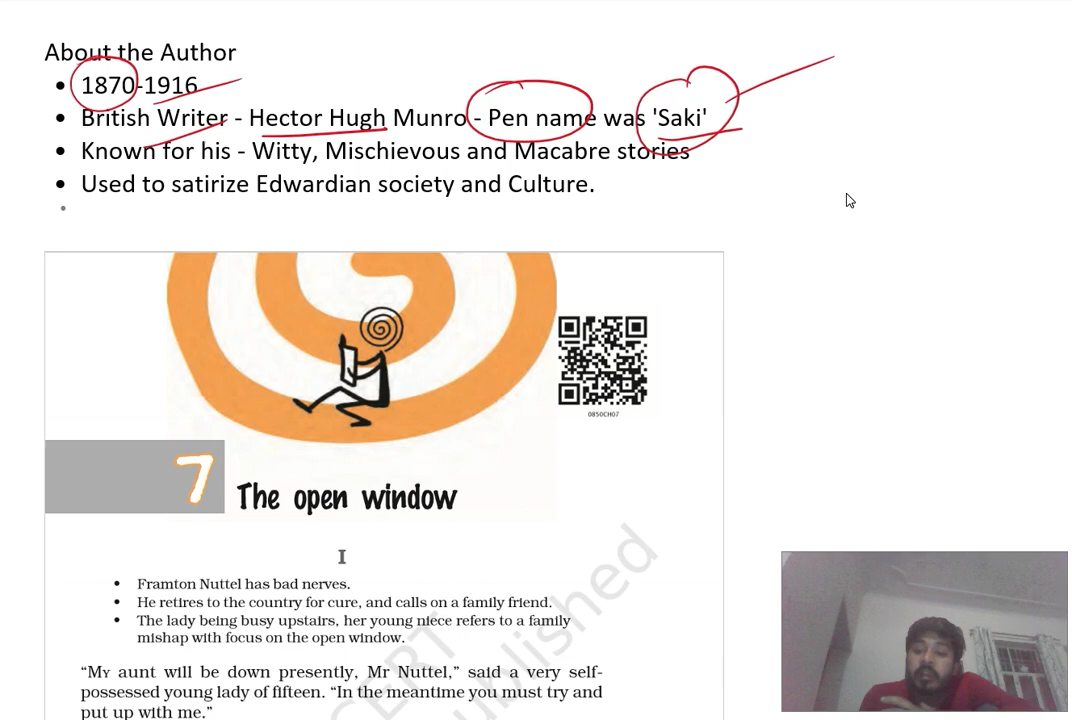 About the Author
• 1870-1916
• British Writer - Hector Hugh Munro - Pen name was 'Saki'
• Known for his - Witty, Mischievous and Macabre stories
• Used to satirize Edwardian society and Culture.
•
0850CH07
7
The open window
I
• Framton Nuttel has bad nerves.
• He retires to the country for cure, and calls on a family friend.
• The lady being busy upstairs, her young niece refers to a family
mishap with focus on the open window.
“MY aunt will be down presently, Mr Nuttel,” said a very self-
possessed young lady of fifteen. “In the meantime you must try and
put up with me.”